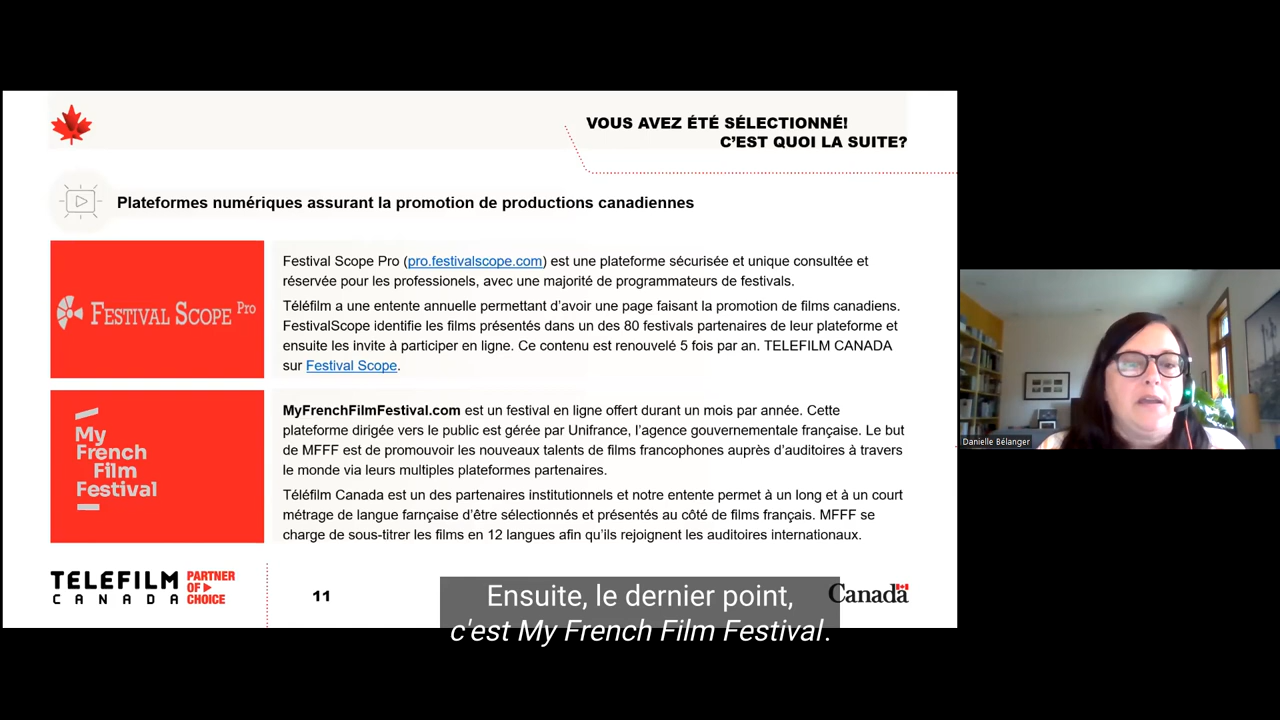 VOUS AVEZ ÉTÉ SÉLECTIONNÉ!
C'EST QUOI LA SUITE?
Plateformes numériques assurant la promotion de productions canadiennes
FESTIVAL SCOPE Pro
Festival Scope Pro (pro.festivalscope.com) est une plateforme sécurisée et unique consultée et
réservée pour les professionels, avec une majorité de programmateurs de festivals.
Téléfilm a une entente annuelle permettant d'avoir une page faisant la promotion de films canadiens.
FestivalScope identifie les films présentés dans un des 80 festivals partenaires de leur plateforme et
ensuite les invite à participer en ligne. Ce contenu est renouvelé 5 fois par an. TELEFILM CANADA
sur Festival Scope.
My
French
Film
Festival
MyFrenchFilmFestival.com est un festival en ligne offert durant un mois par année. Cette
plateforme dirigée vers le public est gérée par Unifrance, l'agence gouvernementale française. Le but
de MFFF est de promouvoir les nouveaux talents de films francophones auprès d'auditoires à travers
le monde via leurs multiples plateformes partenaires.
Téléfilm Canada est un des partenaires institutionnels et notre entente permet à un long et à un court
métrage de langue farnçaise d'être sélectionnés et présentés au côté de films français. MFFF se
charge de sous-titrer les films en 12 langues afin qu'ils rejoignent les auditoires internationaux.
TELEFILM
CANADA
PARTNER
OF
CHOICE
11
Canada
Danielle Bélanger
Ensuite, le dernier point,
c'est My French Film Festival.